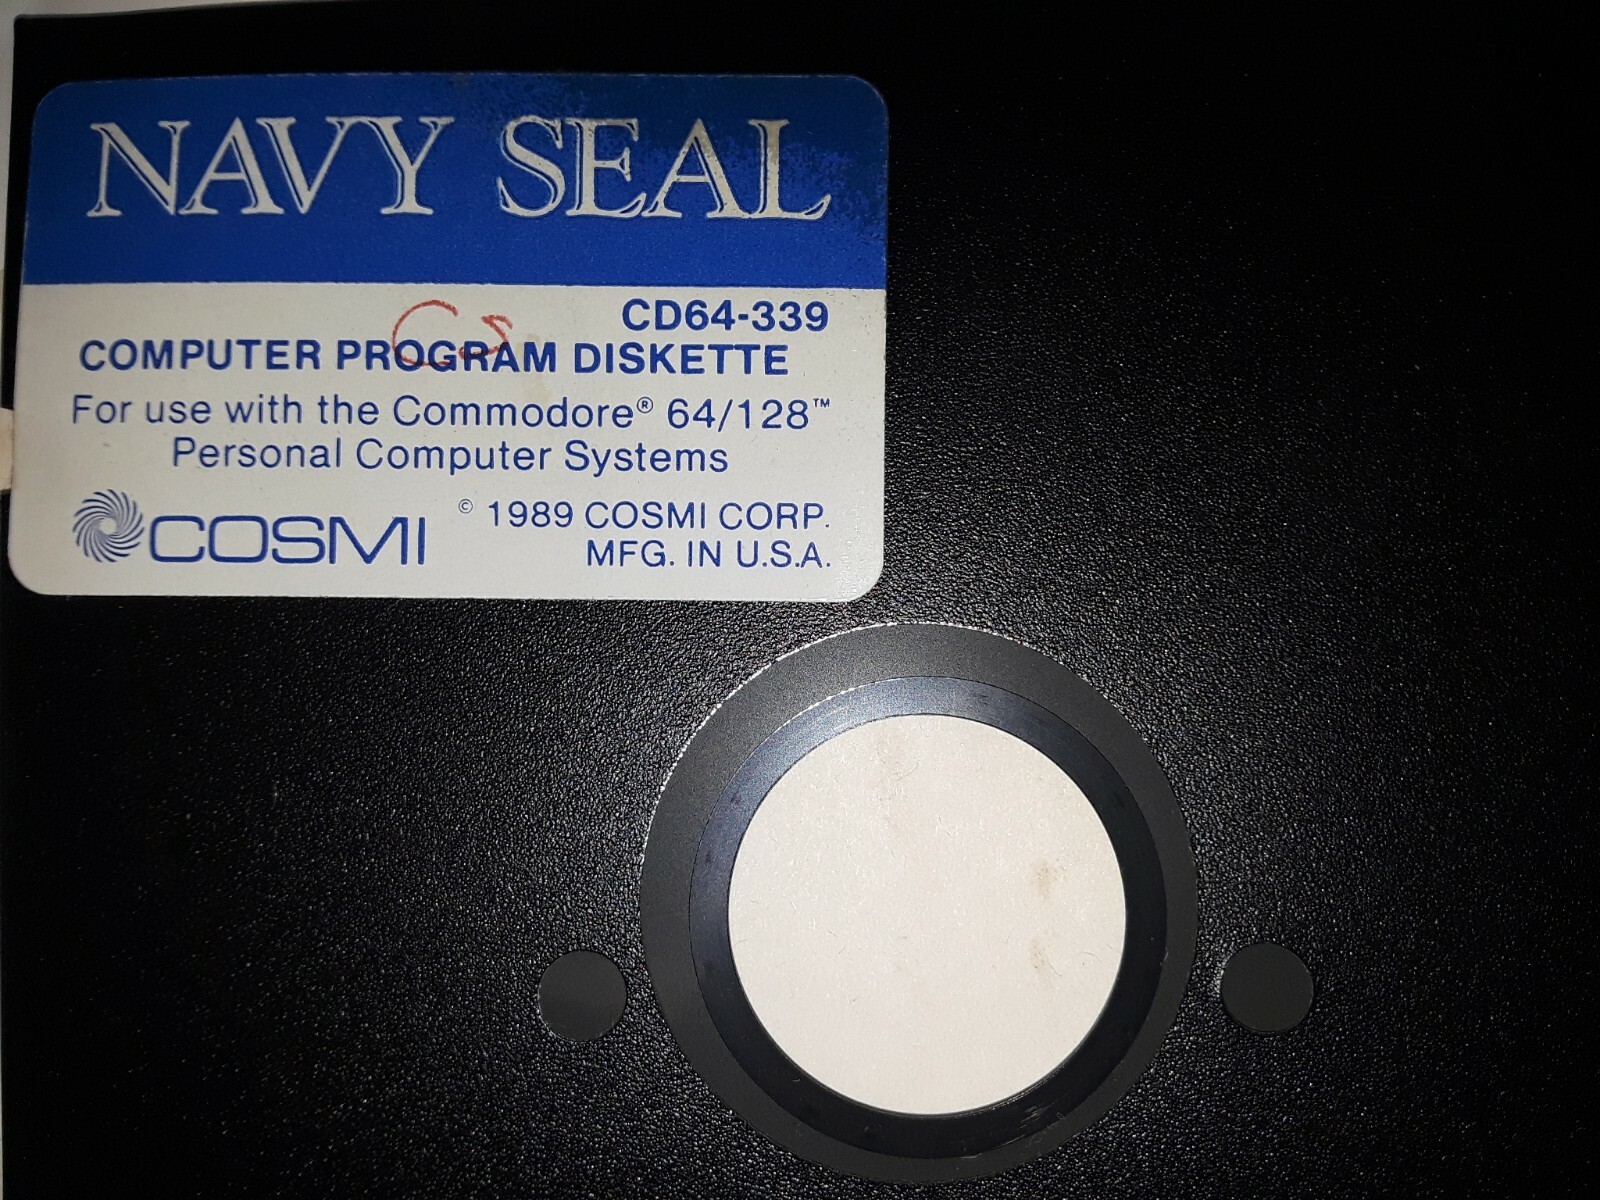 NAVY SEAL
CD64-339
Cs
COMPUTER PROGRAM DISKETTE
For use with the Commodore® 64/128™
Personal Computer Systems
COSMI
© 1989 COSMI CORP.
MFG. IN U.S.A.